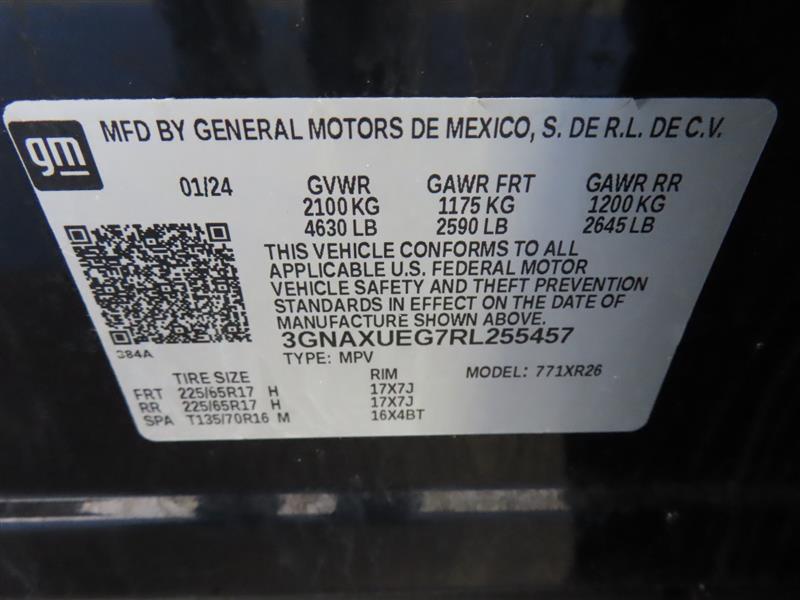 gm
MFD BY GENERAL MOTORS DE MEXICO, S. DE R.L. DE C.V.
01/24 GVWR GAWR FRT GAWR RR
2100 KG 1175 KG 1200 KG
4630 LB 2590 LB 2645 LB
THIS VEHICLE CONFORMS TO ALL
APPLICABLE U.S. FEDERAL MOTOR
VEHICLE SAFETY AND THEFT PREVENTION
STANDARDS IN EFFECT ON THE DATE OF
MANUFACTURE SHOWN ABOVE.
384A 3GNAXUEG7RL255457
TYPE: MPV
TIRE SIZE RIM MODEL: 771XR26
FRT 225/65R17 H 17X7J
RR 225/65R17 H 17X7J
SPA T135/70R16 M 16X4BT